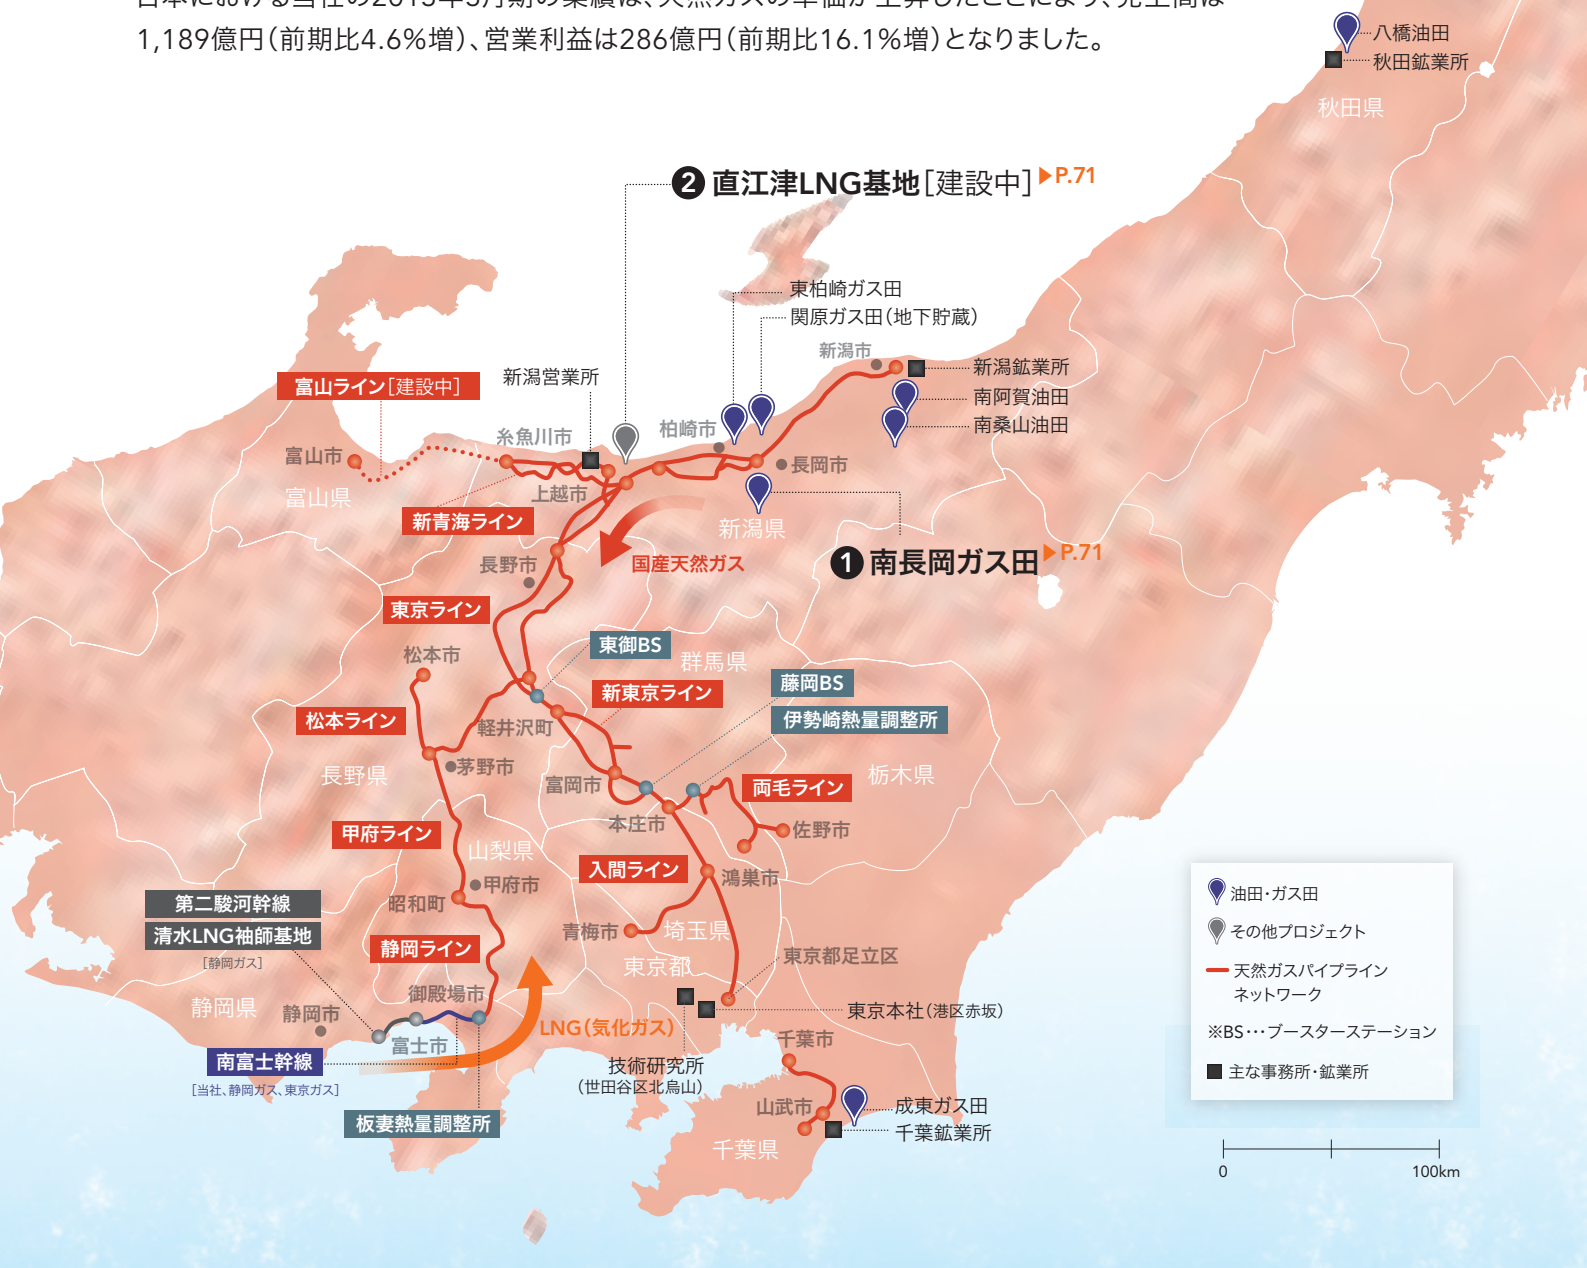 1,189億円（前期比4.6%増）、営業利益は286億円（前期比16.1%増）となりました。
八橋油田
秋田鉱業所
秋田県
❷ 直江津LNG基地［建設中］ ▶P.71
東柏崎ガス田
関原ガス田（地下貯蔵）
新潟市
新潟鉱業所
南阿賀油田
南桑山油田
富山ライン［建設中］
新潟営業所
糸魚川市
柏崎市
富山市
長岡市
富山県
上越市
新青海ライン
新潟県
国産天然ガス
❶ 南長岡ガス田 ▶P.71
長野市
東京ライン
東御BS
松本市
群馬県
藤岡BS
新東京ライン
伊勢崎熱量調整所
松本ライン
軽井沢町
茅野市
長野県
富岡市
両毛ライン
栃木県
本庄市
佐野市
甲府ライン
山梨県
入間ライン
鴻巣市
甲府市
昭和町
第二駿河幹線
清水LNG袖師基地
［静岡ガス］
青梅市
埼玉県
静岡ライン
東京都
東京都足立区
御殿場市
静岡県
静岡市
東京本社（港区赤坂）
LNG（気化ガス）
富士市
千葉市
南富士幹線
［当社、静岡ガス、東京ガス］
技術研究所
（世田谷区北烏山）
板妻熱量調整所
山武市
成東ガス田
千葉鉱業所
千葉県
油田・ガス田
その他プロジェクト
天然ガスパイプライン
ネットワーク
※BS・・・ブースターステーション
主な事務所・鉱業所
0 100km